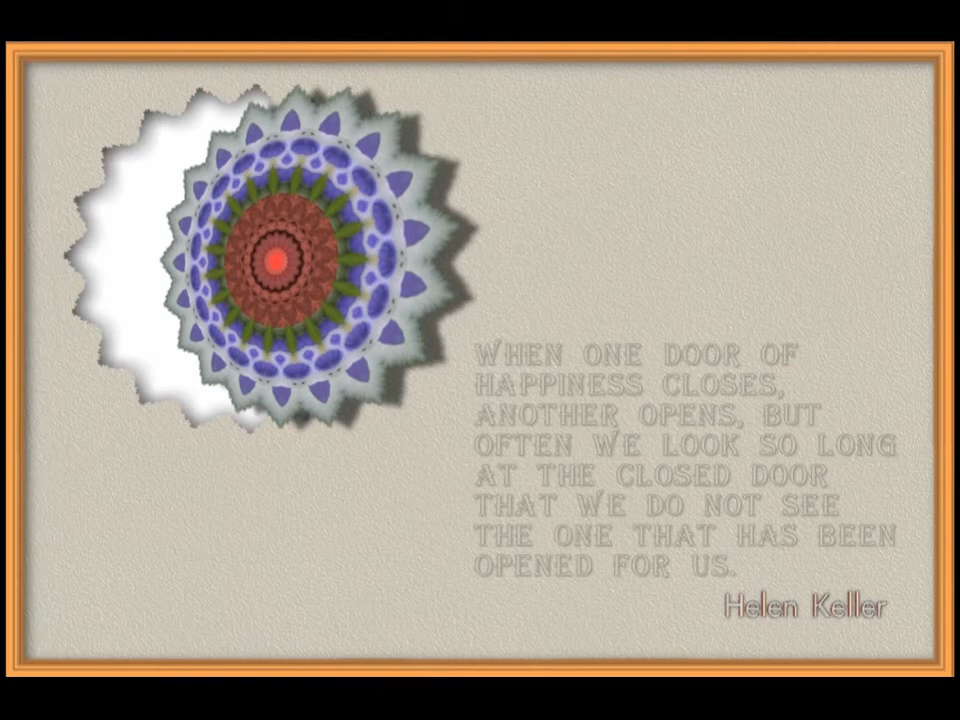 WHEN ONE DOOR OF
HAPPINESS CLOSES,
ANOTHER OPENS, BUT
OFTEN WE LOOK SO LONG
AT THE CLOSED DOOR
THAT WE DO NOT SEE
THE ONE THAT HAS BEEN
OPENED FOR US.
Helen Keller